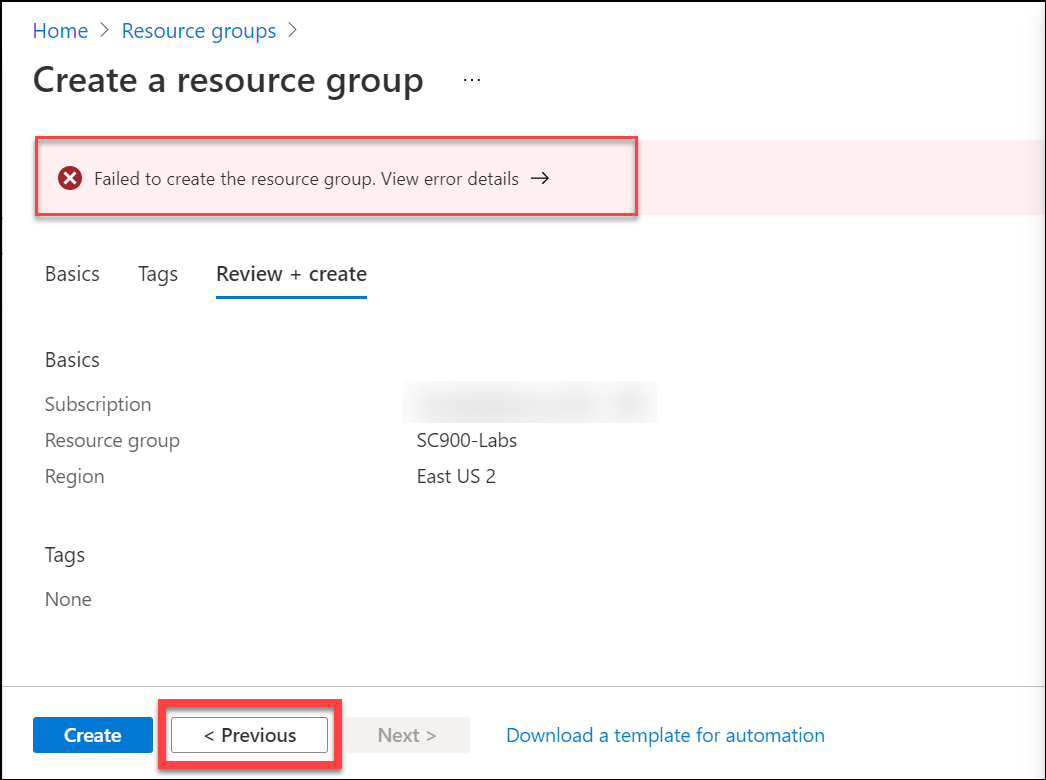 Home > Resource groups >
Create a resource group ...
Failed to create the resource group. View error details →
Basics Tags Review + create
Basics
Subscription
Resource group SC900-Labs
Region East US 2
Tags
None
Create < Previous Next > Download a template for automation